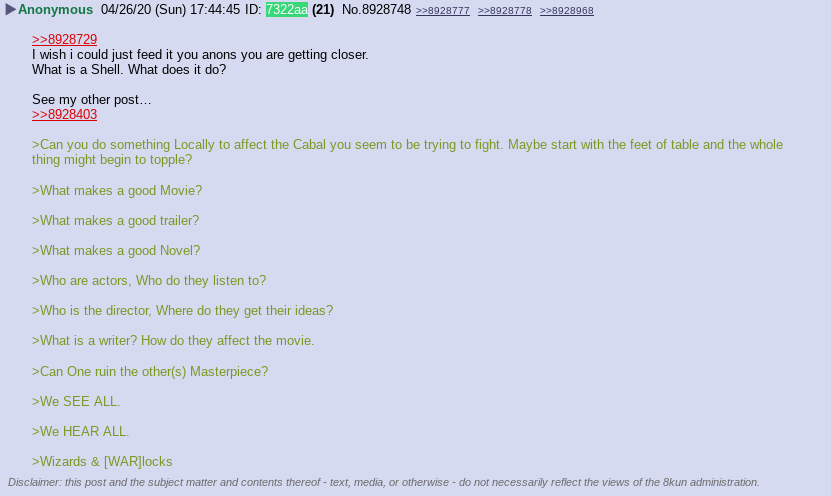 Anonymous 04/26/20 (Sun) 17:44:45 ID: 7322aa (21) No.8928748 >>8928777 >>8928778 >>8928968
>>8928729
I wish i could just feed it you anons you are getting closer.
What is a Shell. What does it do?
See my other post…
>>8928403
>Can you do something Locally to affect the Cabal you seem to be trying to fight. Maybe start with the feet of table and the whole
thing might begin to topple?
>What makes a good Movie?
>What makes a good trailer?
>What makes a good Novel?
>Who are actors, Who do they listen to?
>Who is the director, Where do they get their ideas?
>What is a writer? How do they affect the movie.
>Can One ruin the other(s) Masterpiece?
>We SEE ALL.
>We HEAR ALL.
>Wizards & [WAR]locks
Disclaimer: this post and the subject matter and contents thereof - text, media, or otherwise - do not necessarily reflect the views of the 8kun administration.